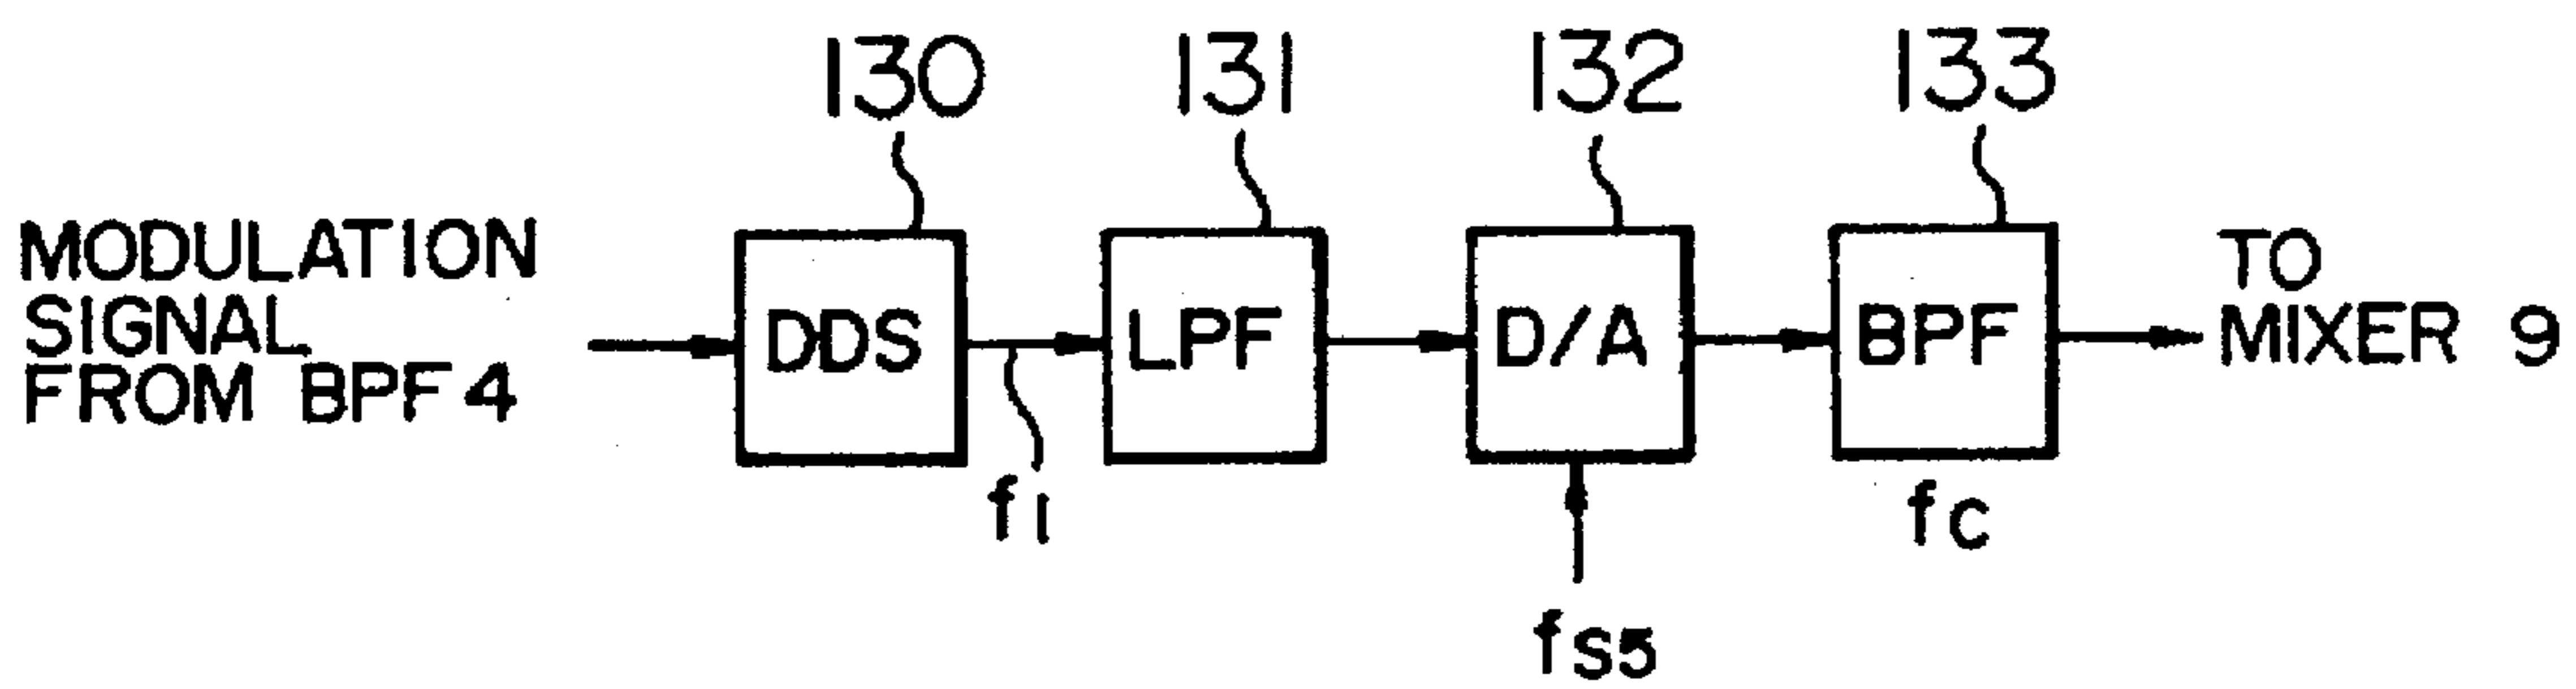 130
131
132
133
MODULATION
SIGNAL
FROM BPF 4
DDS
LPF
D/A
BPF
TO
MIXER 9
f1
fc
fs5